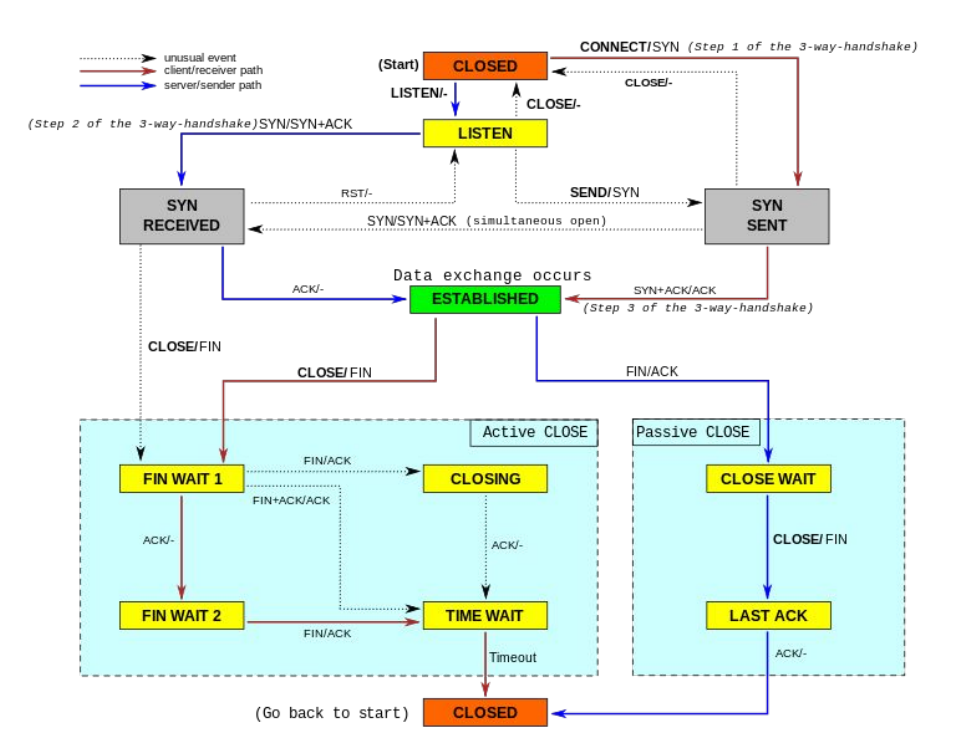 unusual event
client/receiver path
server/sender path
CONNECT/SYN (Step 1 of the 3-way-handshake)
(Start)
CLOSED
CLOSE/-
LISTEN/-
CLOSE/-
(Step 2 of the 3-way-handshake) SYN/SYN+ACK
LISTEN
RST/-
SEND/SYN
SYN
RECEIVED
SYN
SENT
SYN/SYN+ACK (simultaneous open)
Data exchange occurs
ACK/-
ESTABLISHED
SYN+ACK/ACK
(Step 3 of the 3-way-handshake)
CLOSE/FIN
CLOSE/FIN
FIN/ACK
Active CLOSE
Passive CLOSE
FIN WAIT 1
FIN/ACK
CLOSING
CLOSE WAIT
FIN+ACK/ACK
ACK/-
ACK/-
CLOSE/FIN
FIN WAIT 2
FIN/ACK
TIME WAIT
LAST ACK
Timeout
ACK/-
(Go back to start)
CLOSED